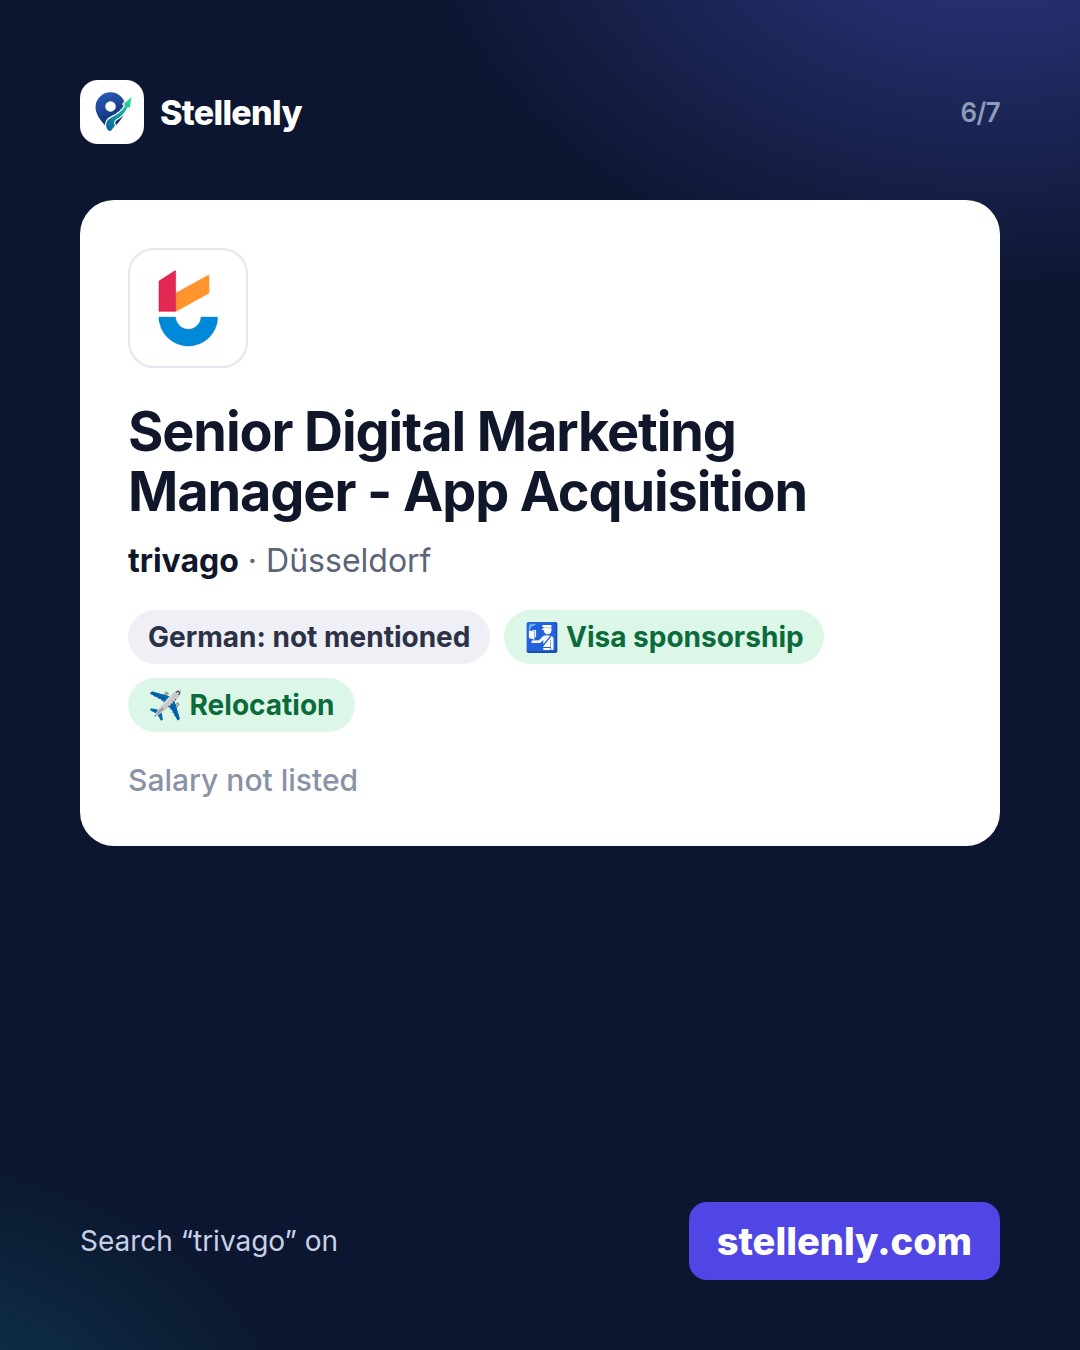 Stellenly
6/7
Senior Digital Marketing
Manager - App Acquisition
trivago · Düsseldorf
German: not mentioned
🛂 Visa sponsorship
✈️ Relocation
Salary not listed
Search “trivago” on
stellenly.com